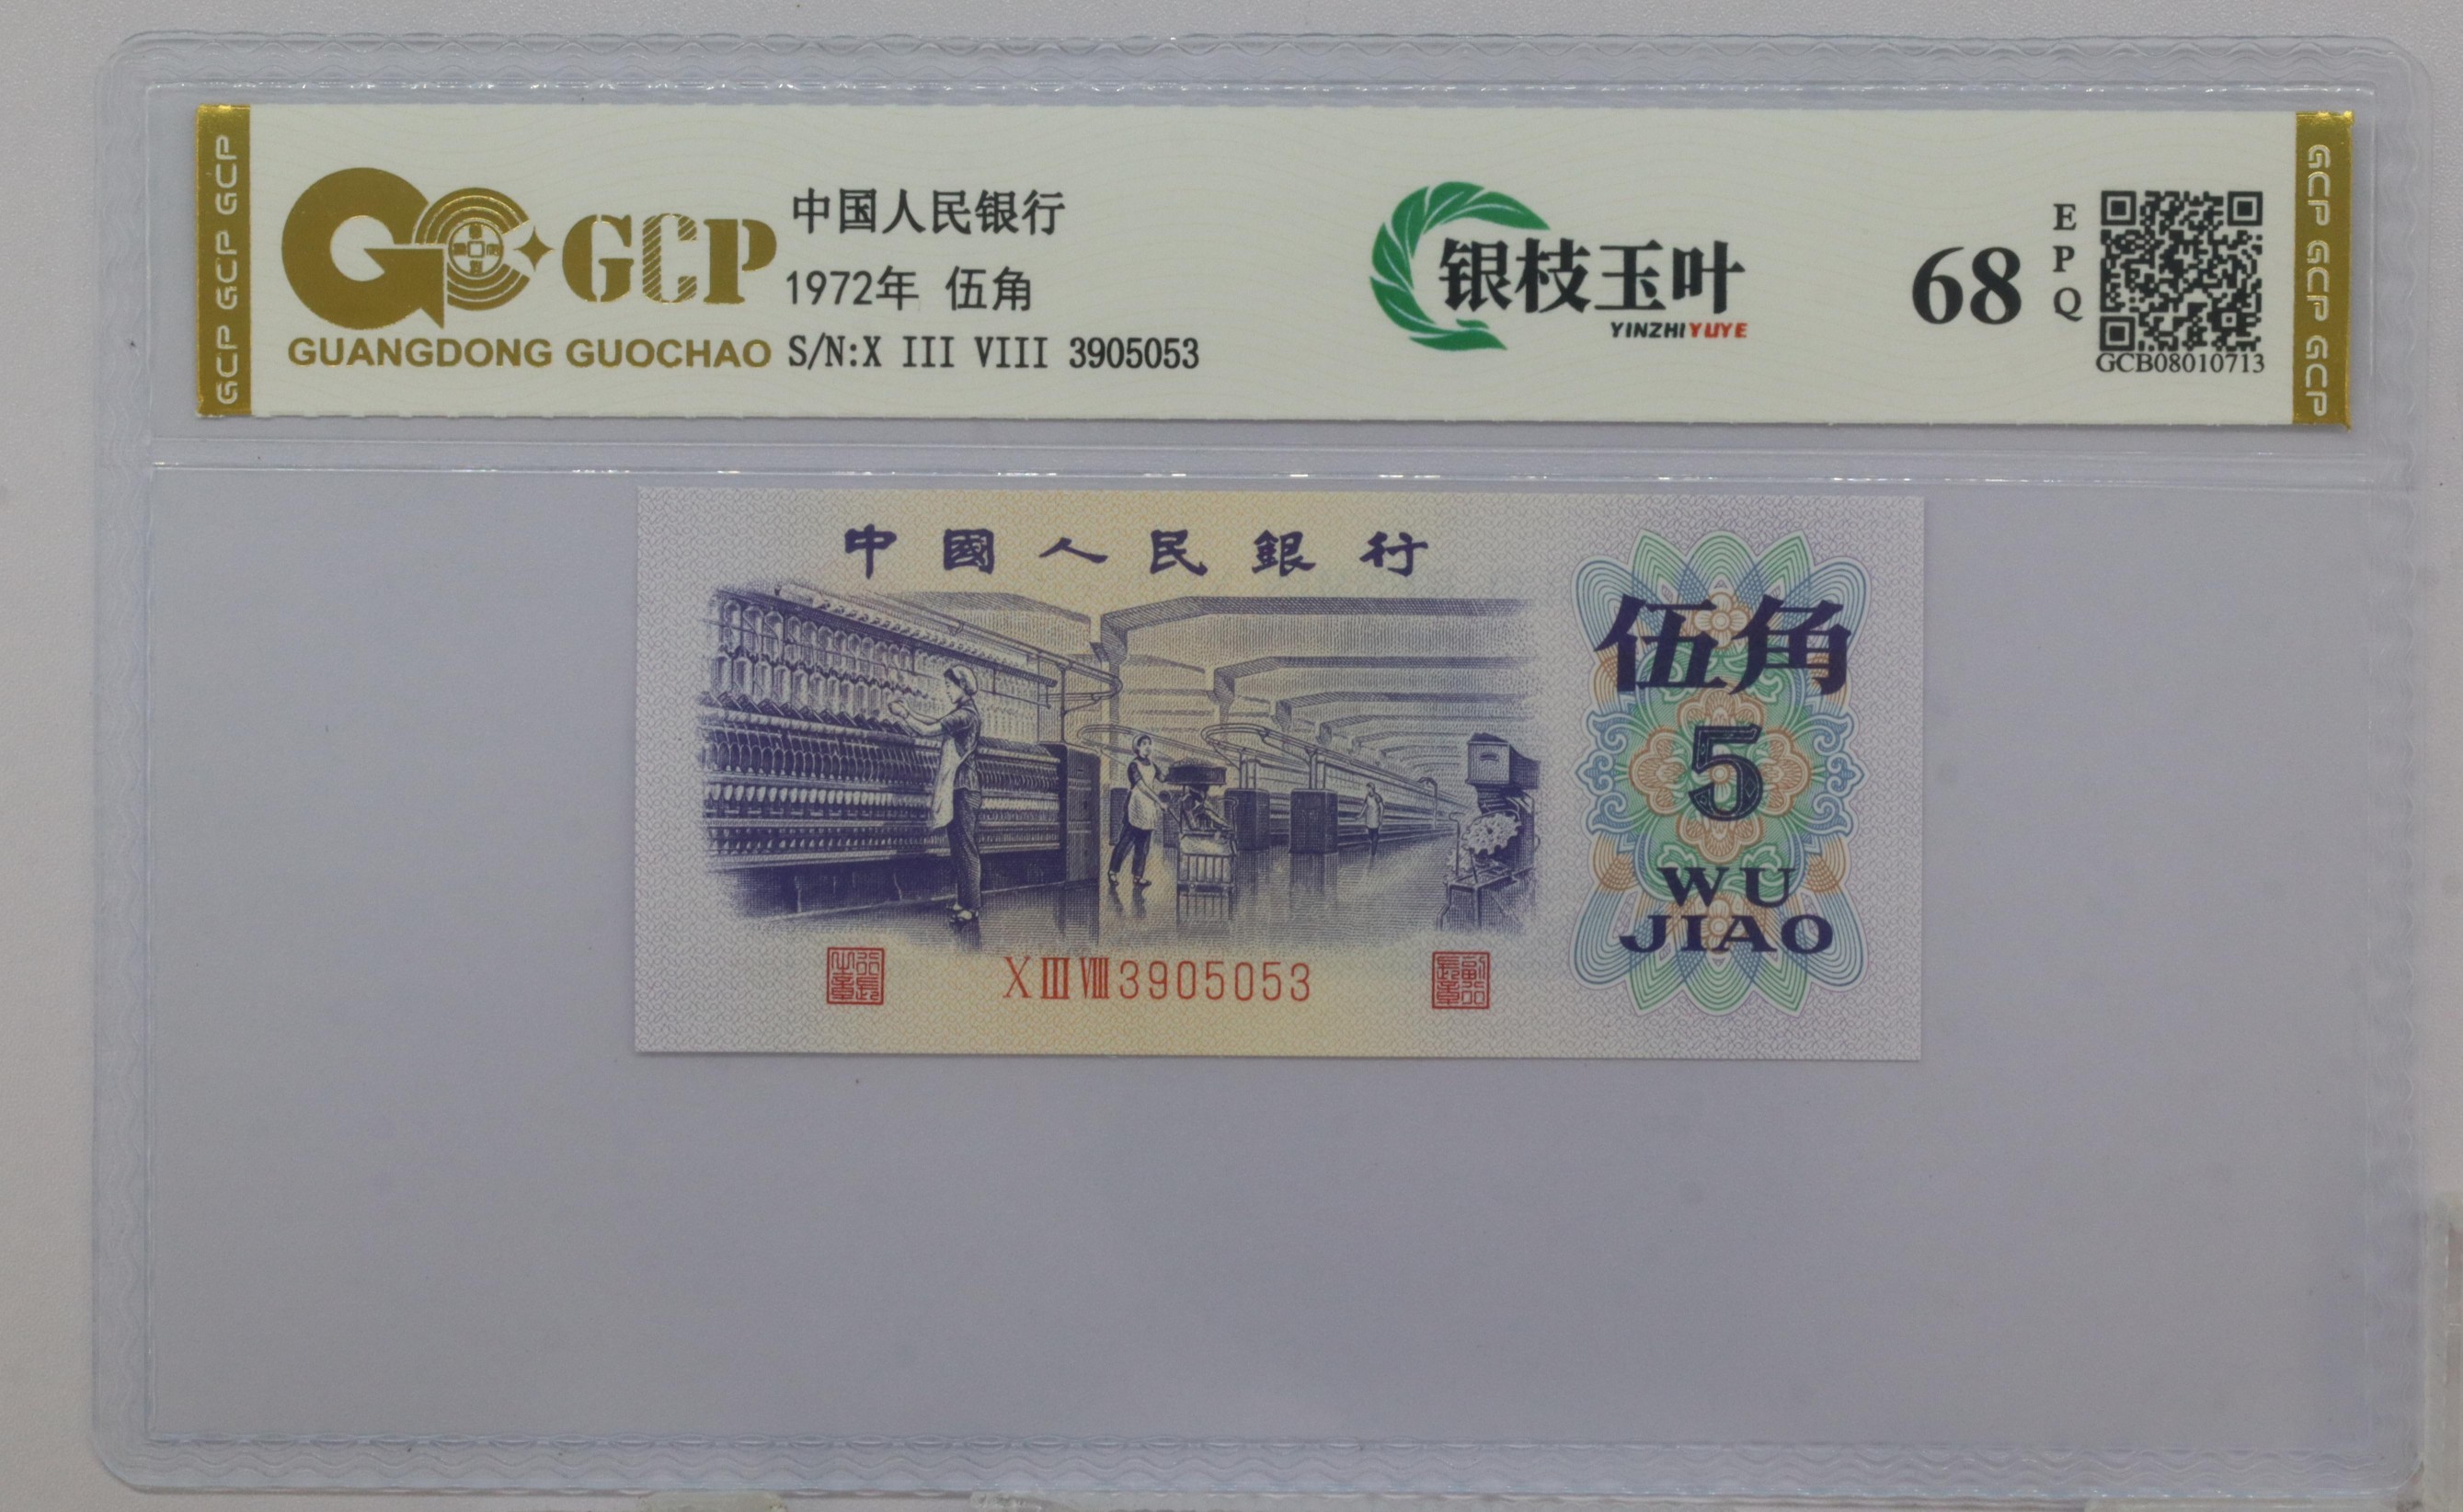 GCP GCP GCP
GCP
GUANGDONG GUOCHAO
中国人民银行
1972年 伍角
S/N:X III VIII 3905053
银枝玉叶
YINZHIYUYE
68
EPQ
GCB08010713
GCP GCP GCP
中國人民銀行
伍角
5
WU
JIAO
X III VIII 3905053